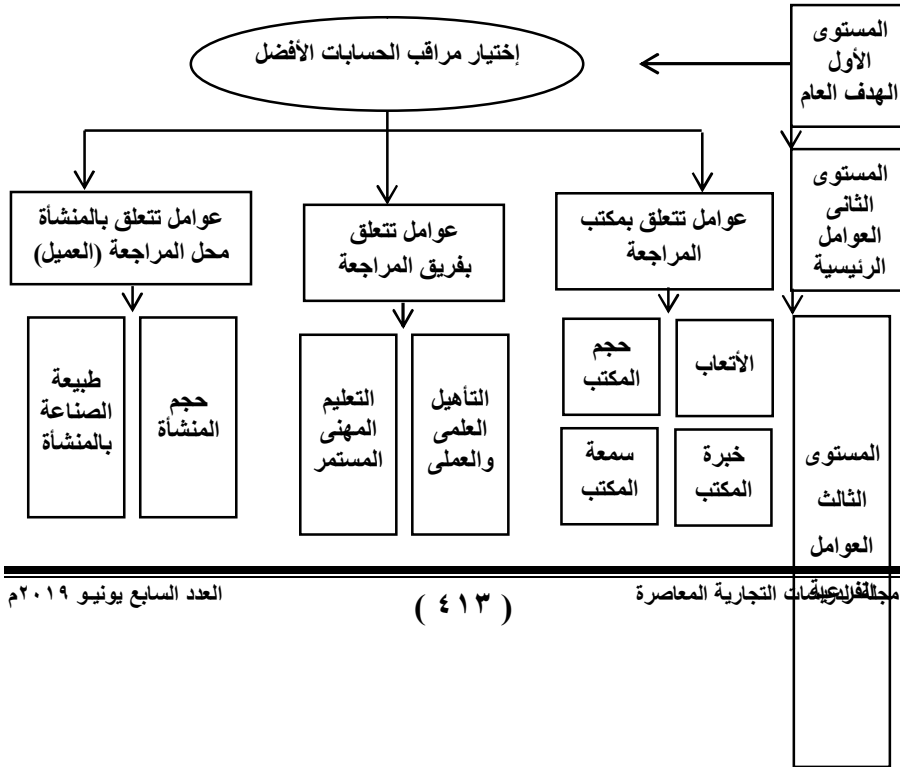 المستوى
الأول
الهدف العام
إختيار مراقب الحسابات الأفضل
المستوى
الثانى
العوامل
الرئيسية
عوامل تتعلق بمكتب
المراجعة
عوامل تتعلق
بفريق المراجعة
عوامل تتعلق بالمنشأة
محل المراجعة (العميل)
المستوى
الثالث
العوامل
الفرعية
الأتعاب
حجم
المكتب
خبرة
المكتب
سمعة
المكتب
التأهيل
العلمى
والعملى
التعليم
المهنى
المستمر
حجم
المنشأة
طبيعة
الصناعة
بالمنشأة
مجلة الدراسات التجارية المعاصرة
( ٤١٣ )
العدد السابع يونيـو ٢٠١٩م